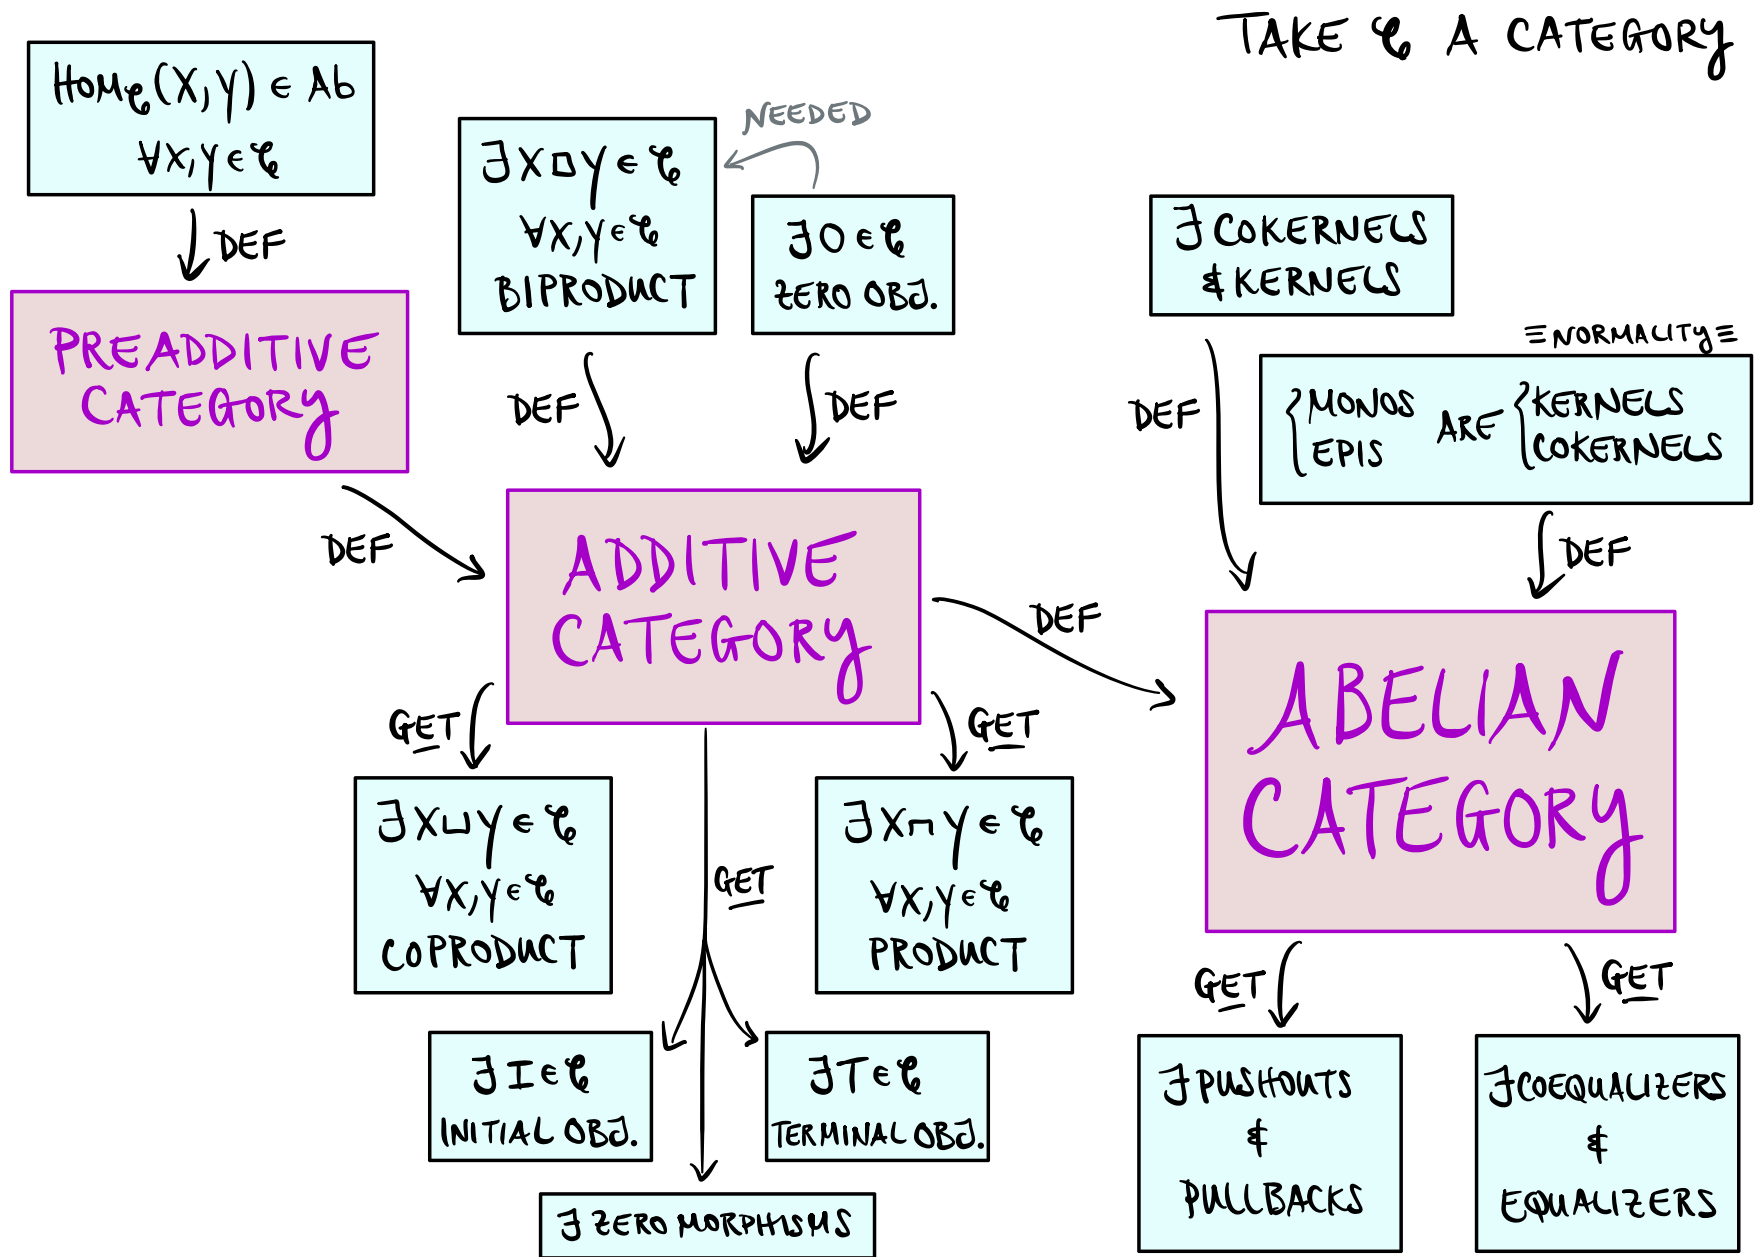 TAKE 𝒞 A CATEGORY
Hom𝒞(X,Y) ∈ Ab
∀X,Y ∈ 𝒞
DEF
PREADDITIVE
CATEGORY
DEF
NEEDED
∃X□Y ∈ 𝒞
∀X,Y ∈ 𝒞
BIPRODUCT
∃0 ∈ 𝒞
ZERO OBJ.
DEF
DEF
ADDITIVE
CATEGORY
DEF
∃ COKERNELS
& KERNELS
DEF
≡NORMALITY≡
{MONOS ARE {KERNELS
EPIS COKERNELS
DEF
ABELIAN
CATEGORY
GET
∃X⊔Y ∈ 𝒞
∀X,Y ∈ 𝒞
COPRODUCT
GET
GET
∃X⊓Y ∈ 𝒞
∀X,Y ∈ 𝒞
PRODUCT
∃I ∈ 𝒞
INITIAL OBJ.
∃T ∈ 𝒞
TERMINAL OBJ.
∃ ZERO MORPHISMS
GET
∃ PUSHOUTS
&
PULLBACKS
GET
∃ COEQUALIZERS
&
EQUALIZERS